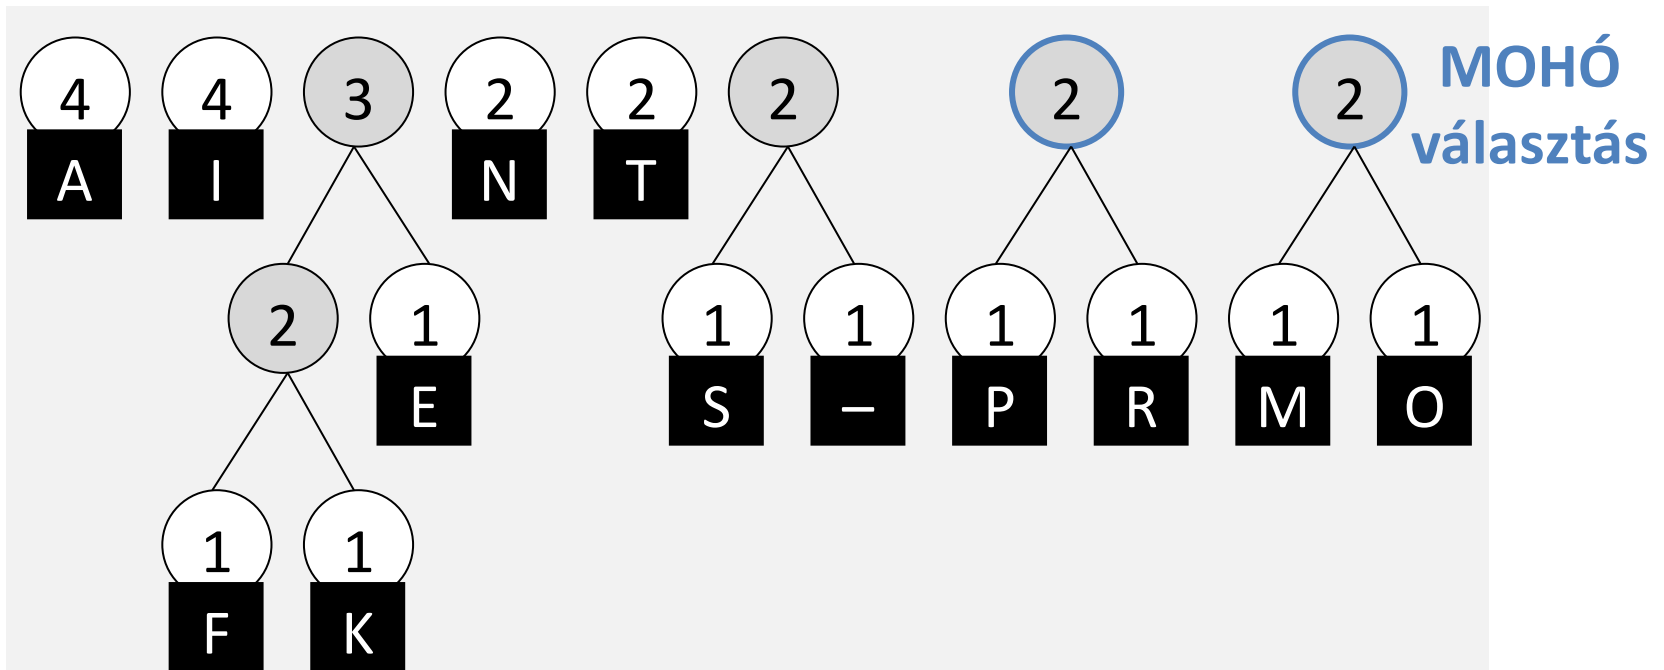 4 4 3 2 2 2 2 2 MOHÓ
választás
A I N T
2 1 1 1 1 1 1 1
E S – P R M O
1 1
F K